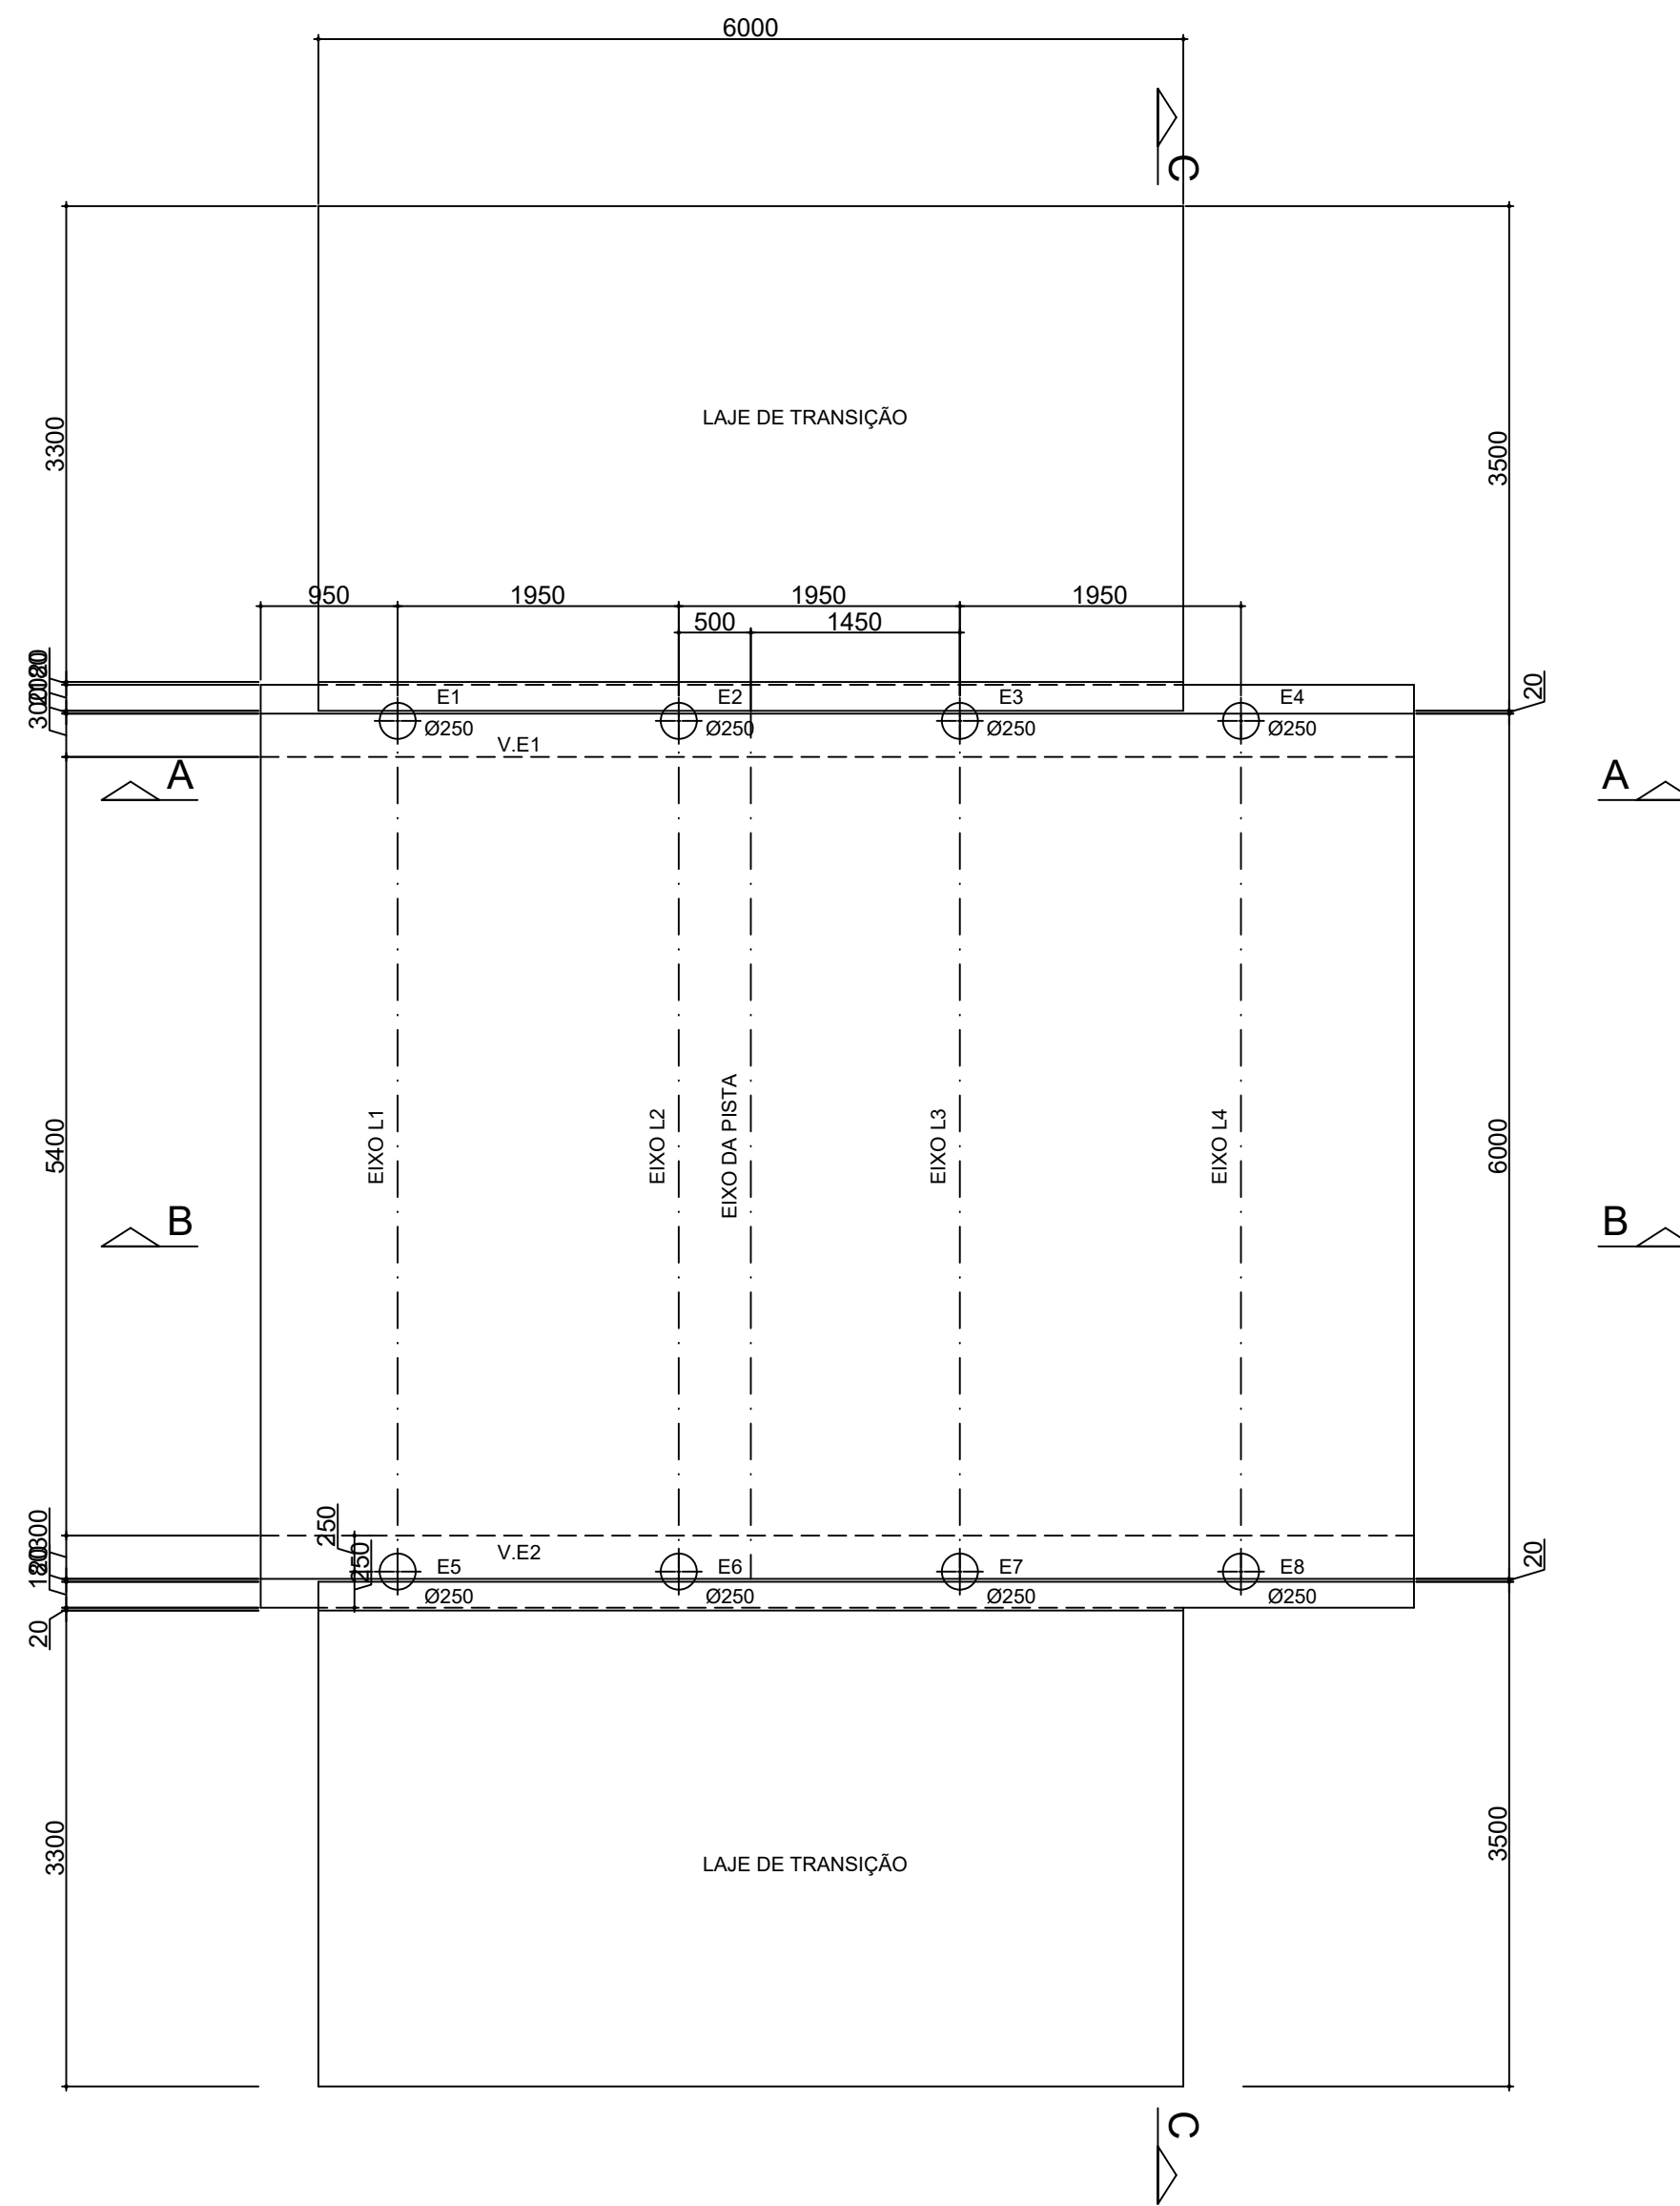 6000
C
3300
LAJE DE TRANSIÇÃO
3500
950
1950
1950
1950
500
1450
20
E1
E2
E3
E4
Ø250
Ø250
Ø250
Ø250
V.E1
A
A
5400
EIXO L1
EIXO L2
EIXO DA PISTA
EIXO L3
EIXO L4
6000
B
B
250
250
300
V.E2
E5
E6
E7
E8
20
Ø250
Ø250
Ø250
Ø250
20
3300
LAJE DE TRANSIÇÃO
3500
C